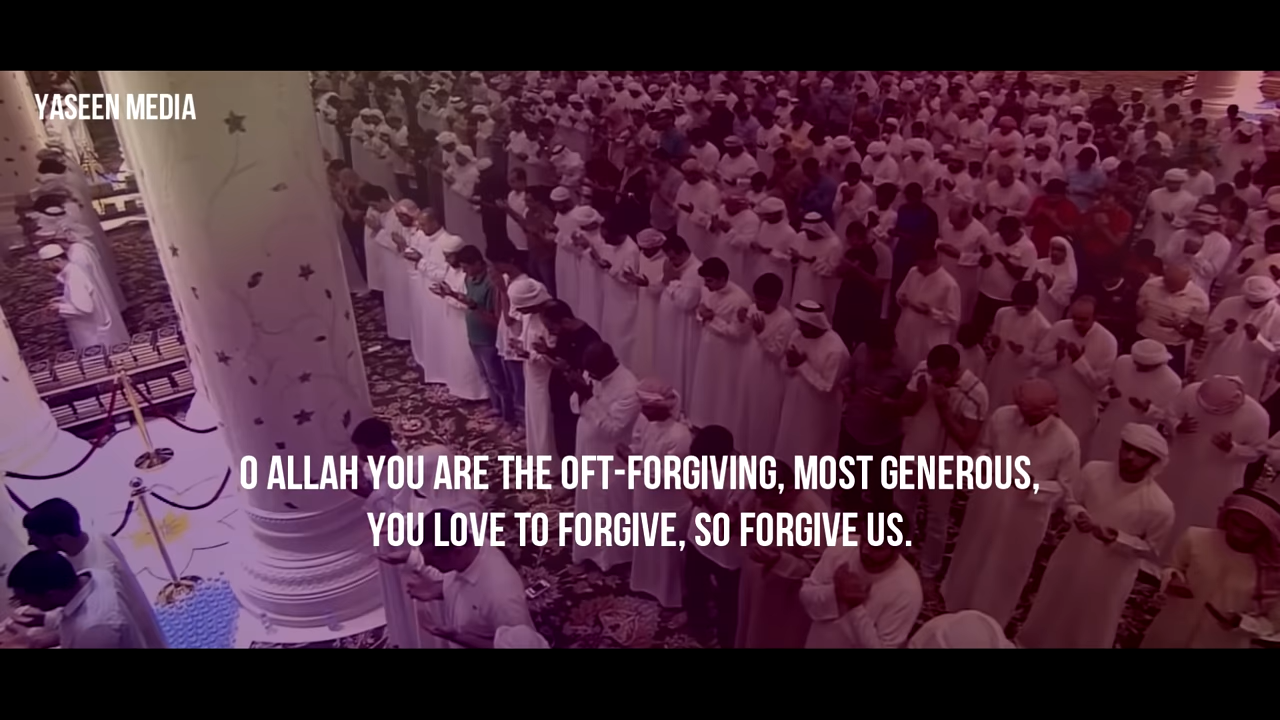 YASEEN MEDIA
O ALLAH YOU ARE THE OFT-FORGIVING, MOST GENEROUS,
YOU LOVE TO FORGIVE, SO FORGIVE US.